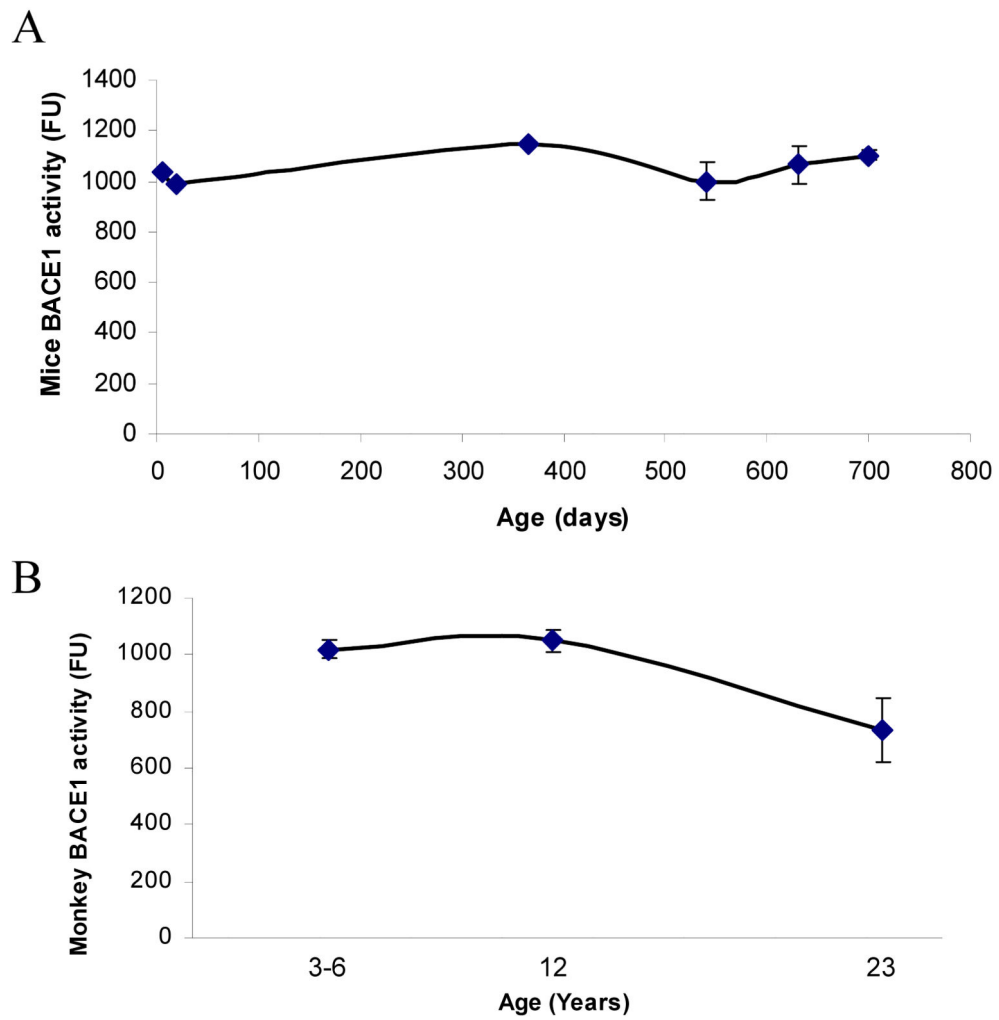 A
Mice BACE1 activity (FU)
1400
1200
1000
800
600
400
200
0
0 100 200 300 400 500 600 700 800
Age (days)
B
Monkey BACE1 activity (FU)
1200
1000
800
600
400
200
0
3-6 12 23
Age (Years)